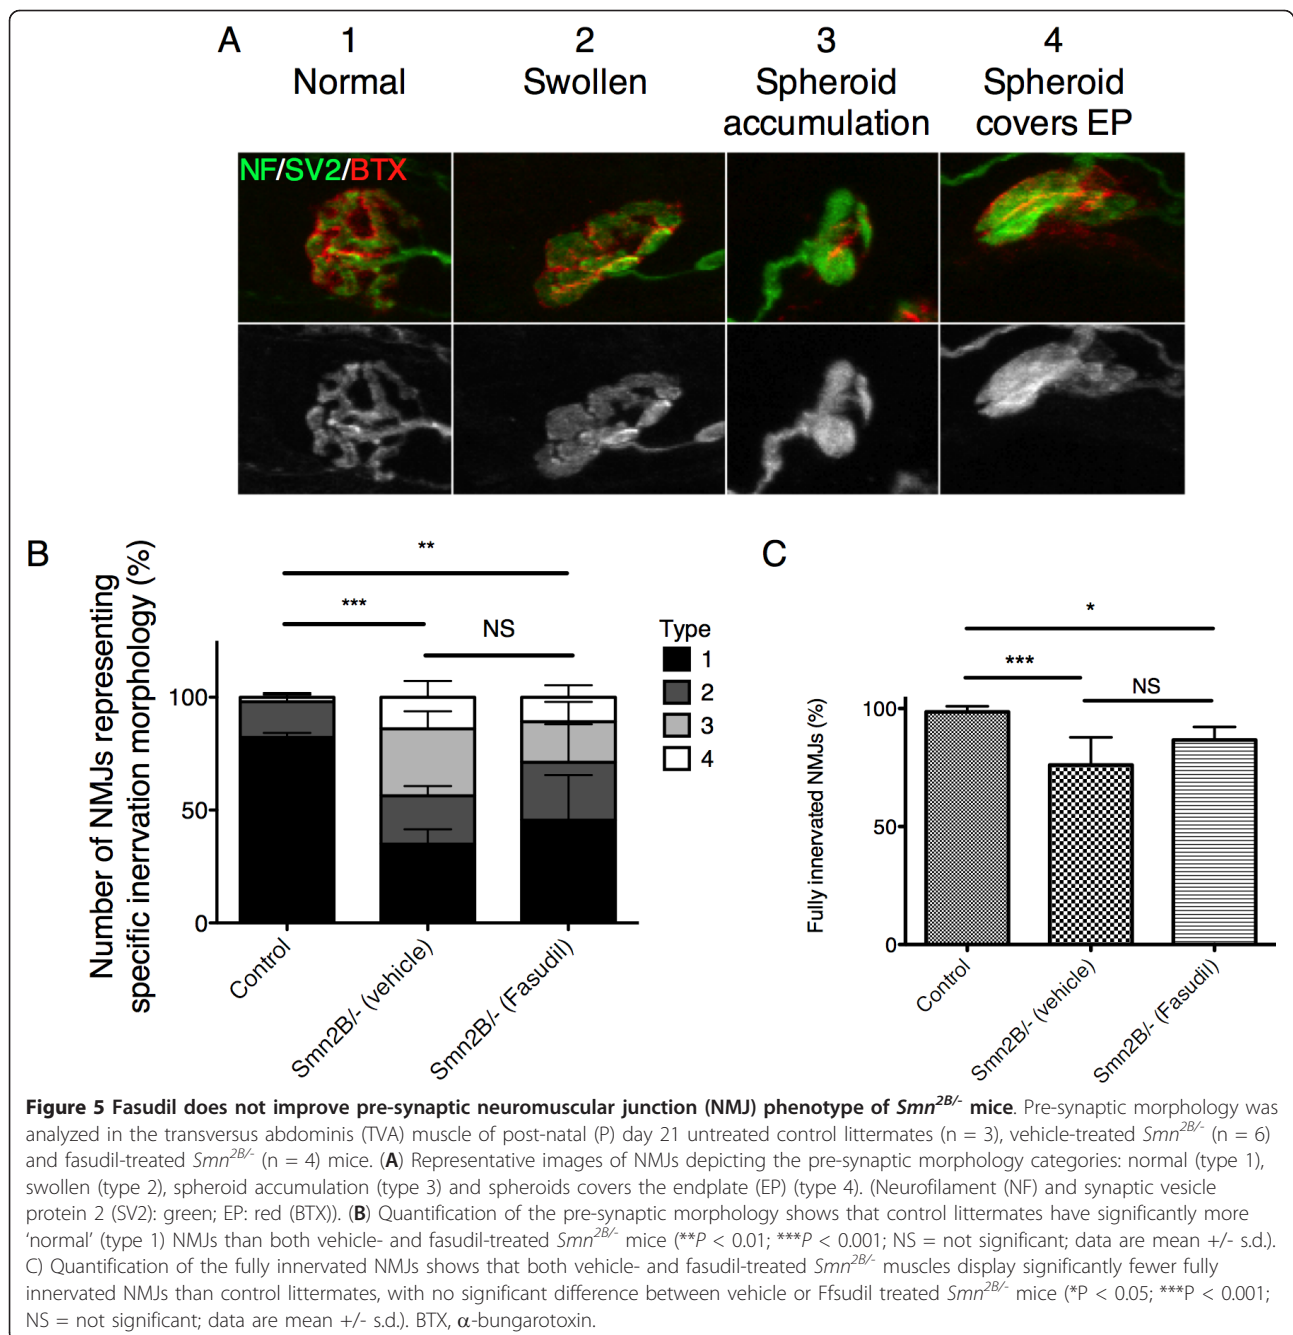 A 1 2 3 4
Normal Swollen Spheroid accumulation Spheroid covers EP
NF/SV2/BTX
B
Number of NMJs representing
specific inerrvation morphology (%)
**
***
NS
100
50
0
Control
Smn2B/- (vehicle)
Smn2B/- (Fasudil)
Type
1
2
3
4
C
Fully innervated NMJs (%)
*
***
NS
100
50
0
Control
Smn2B/- (vehicle)
Smn2B/- (Fasudil)
Figure 5 Fasudil does not improve pre-synaptic neuromuscular junction (NMJ) phenotype of Smn2B/- mice. Pre-synaptic morphology was
analyzed in the transversus abdominis (TVA) muscle of post-natal (P) day 21 untreated control littermates (n = 3), vehicle-treated Smn2B/- (n = 6)
and fasudil-treated Smn2B/- (n = 4) mice. (A) Representative images of NMJs depicting the pre-synaptic morphology categories: normal (type 1),
swollen (type 2), spheroid accumulation (type 3) and spheroids covers the endplate (EP) (type 4). (Neurofilament (NF) and synaptic vesicle
protein 2 (SV2): green; EP: red (BTX)). (B) Quantification of the pre-synaptic morphology shows that control littermates have significantly more
'normal' (type 1) NMJs than both vehicle- and fasudil-treated Smn2B/- mice (**P < 0.01; ***P < 0.001; NS = not significant; data are mean +/- s.d.).
C) Quantification of the fully innervated NMJs shows that both vehicle- and fasudil-treated Smn2B/- muscles display significantly fewer fully
innervated NMJs than control littermates, with no significant difference between vehicle or Ffsudil treated Smn2B/- mice (*P < 0.05; ***P < 0.001;
NS = not significant; data are mean +/- s.d.). BTX, α-bungarotoxin.